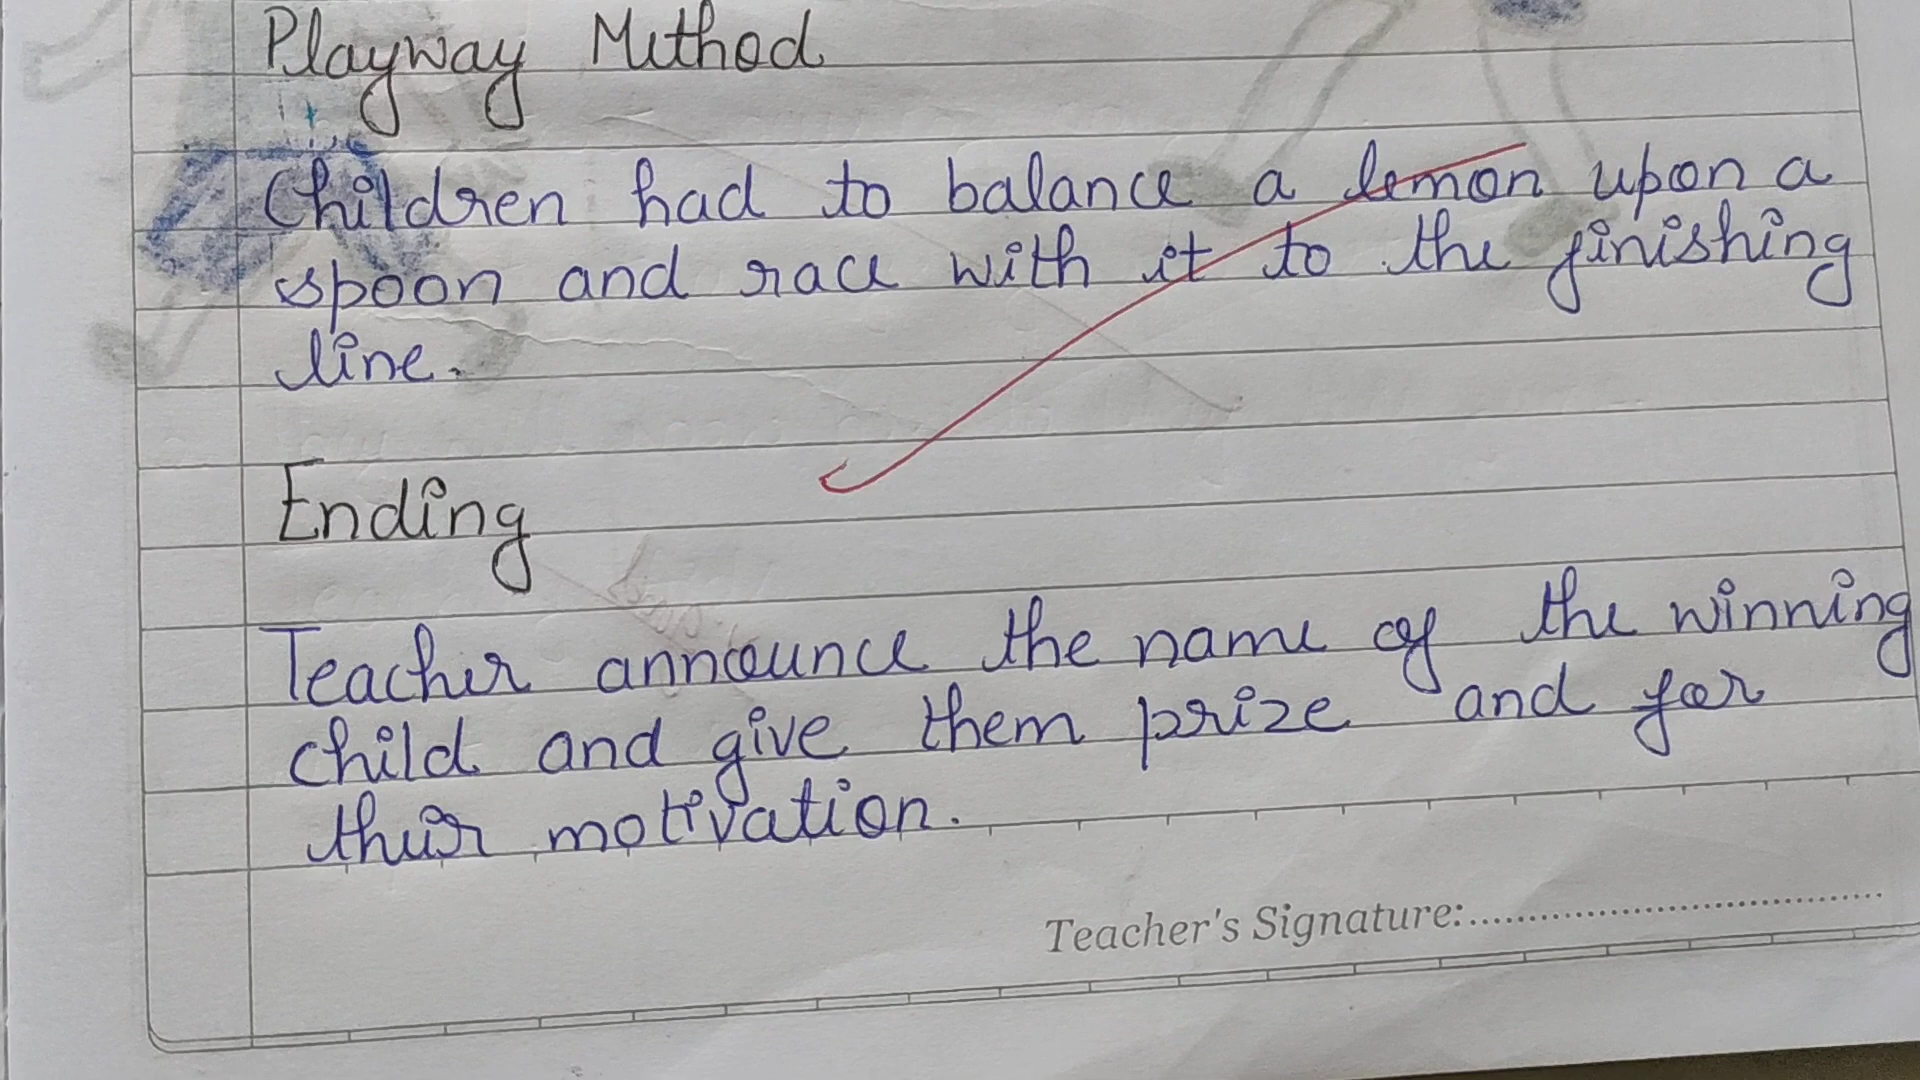 Playway Method
Children had to balance a lemon upon a
spoon and race with it to the finishing
line.
Ending
Teacher announce the name of the winning
child and give them prize and for
their motivation.
Teacher's Signature:....................................